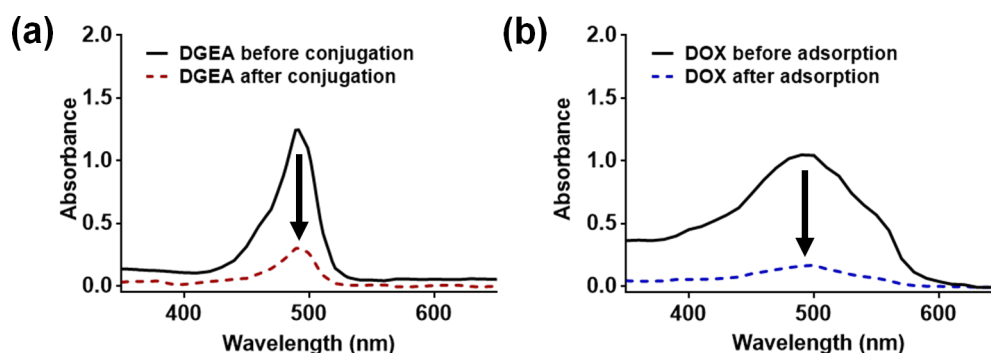 (a)
2.0
1.5
1.0
0.5
0.0
Absorbance
DGEA before conjugation
DGEA after conjugation
400 500 600
Wavelength (nm)
(b)
2.0
1.5
1.0
0.5
0.0
Absorbance
DOX before adsorption
DOX after adsorption
400 500 600
Wavelength (nm)